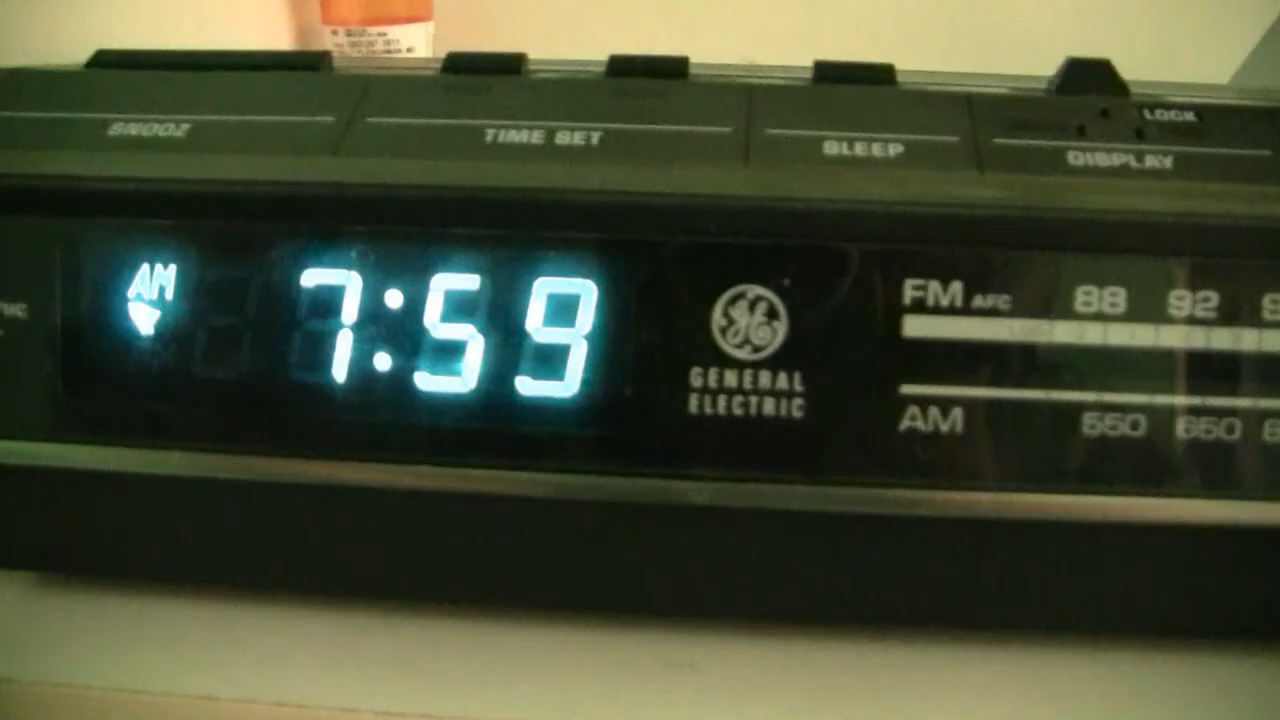 SNOOZ
TIME SET
SLEEP
LOCK
DISPLAY
AM
7:59
GENERAL
ELECTRIC
FM AFC 88 92
AM 550 650